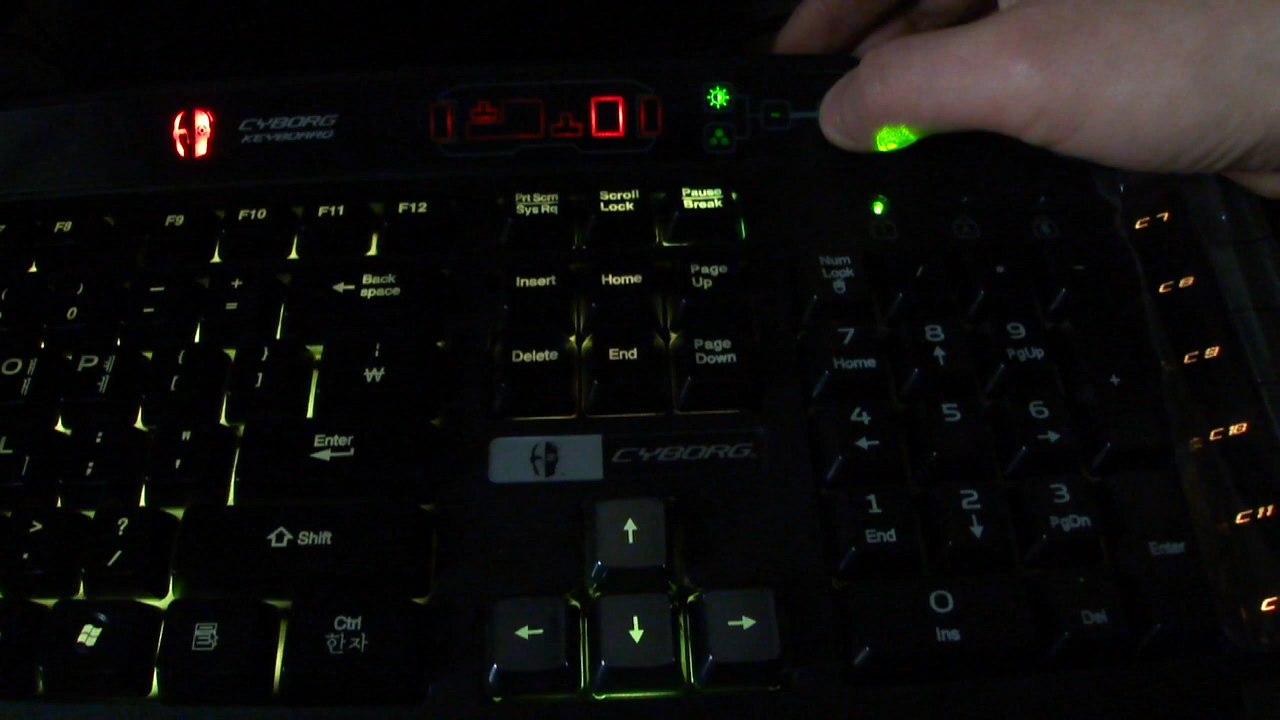 CYBORG
KEYBOARD
F8
F9
F10
F11
F12
Prt Scrn
Sys Rq
Scroll
Lock
Pause
Break
C7
C8
C9
C10
C11
)
0
-
+
=
Back
space
Insert
Home
Page
Up
Num
Lock
/
*
-
O
P
{
[
}
]
₩
Delete
End
Page
Down
7
Home
8
↑
9
PgUp
+
L
:
;
"
'
Enter
CYBORG
4
←
5
6
→
>
.
?
/
Shift
↑
1
End
2
↓
3
PgDn
Enter
Ctrl
한자
←
↓
→
0
Ins
Del